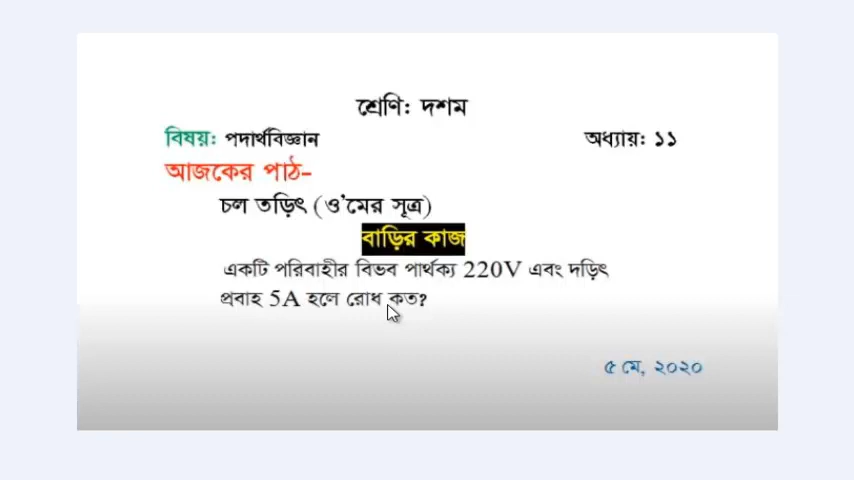 শ্রেণি: দশম
বিষয়: পদার্থবিজ্ঞান অধ্যায়: ১১
আজকের পাঠ-
চল তড়িৎ (ও'মের সূত্র)
বাড়ির কাজ
একটি পরিবাহীর বিভব পার্থক্য 220V এবং দড়িৎ
প্রবাহ 5A হলে রোধ কত?
৫ মে, ২০২০